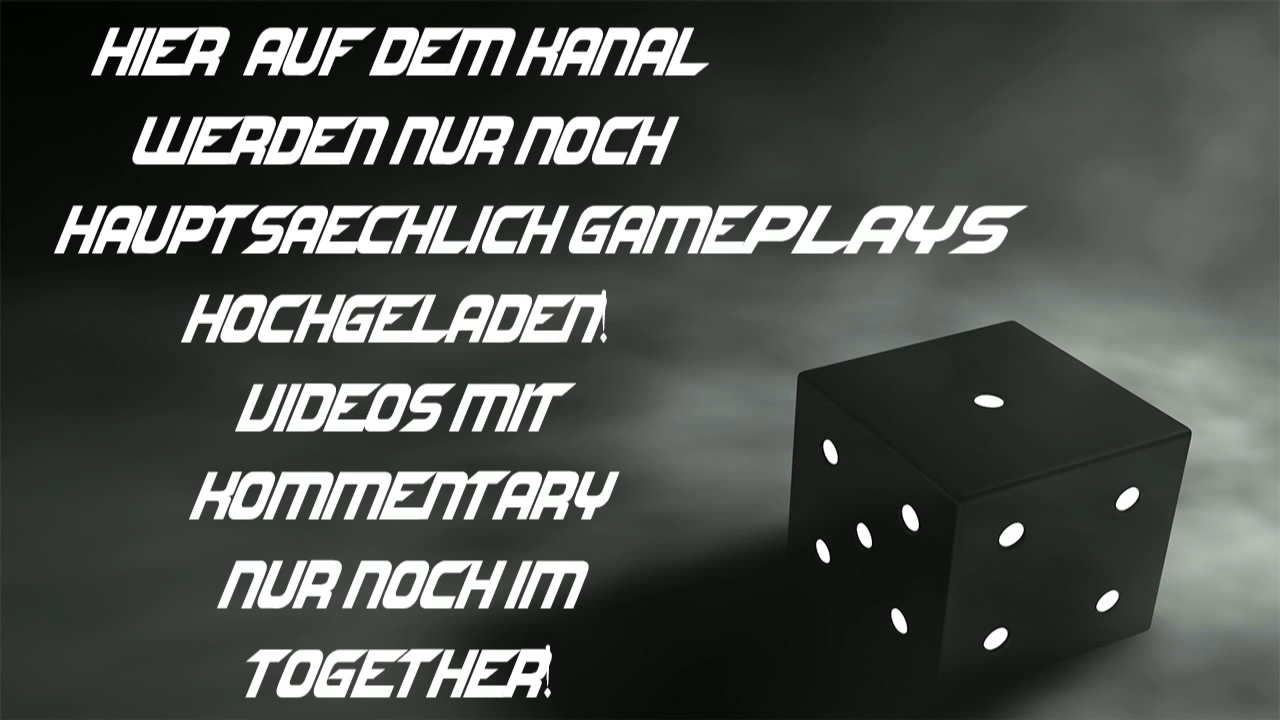 HIER AUF DEM KANAL
WERDEN NUR NOCH
HAUPTSAECHLICH GAMEPLAYS
HOCHGELADEN!
VIDEOS MIT
KOMMENTARY
NUR NOCH IM
TOGETHER!